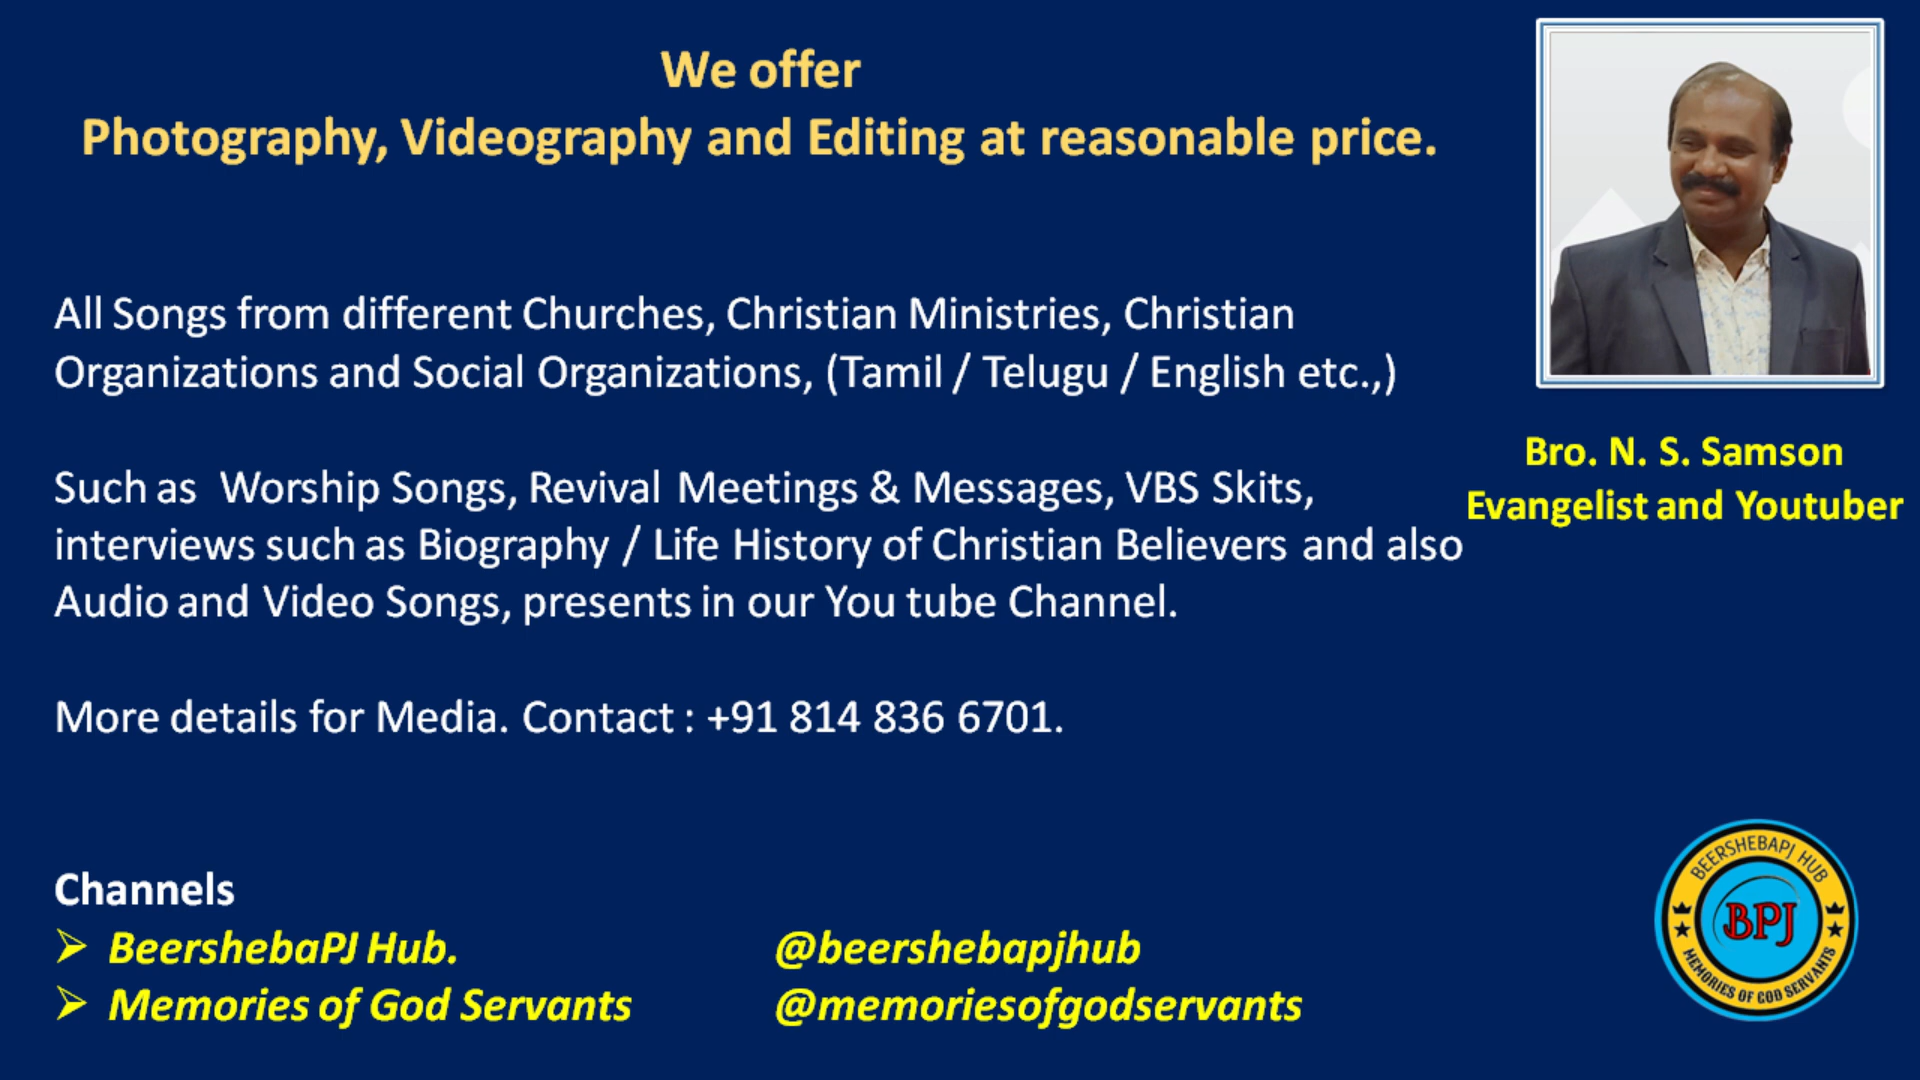 We offer
Photography, Videography and Editing at reasonable price.
All Songs from different Churches, Christian Ministries, Christian
Organizations and Social Organizations, (Tamil / Telugu / English etc.,)
Such as Worship Songs, Revival Meetings & Messages, VBS Skits,
interviews such as Biography / Life History of Christian Believers and also
Audio and Video Songs, presents in our You tube Channel.
More details for Media. Contact : +91 814 836 6701.
Bro. N. S. Samson
Evangelist and Youtuber
Channels
➢ BeershebaPJ Hub. @beershebapjhub
➢ Memories of God Servants @memoriesofgodservants
BEERSHEBAPJ HUB
BPJ
MEMORIES OF GOD SERVANTS